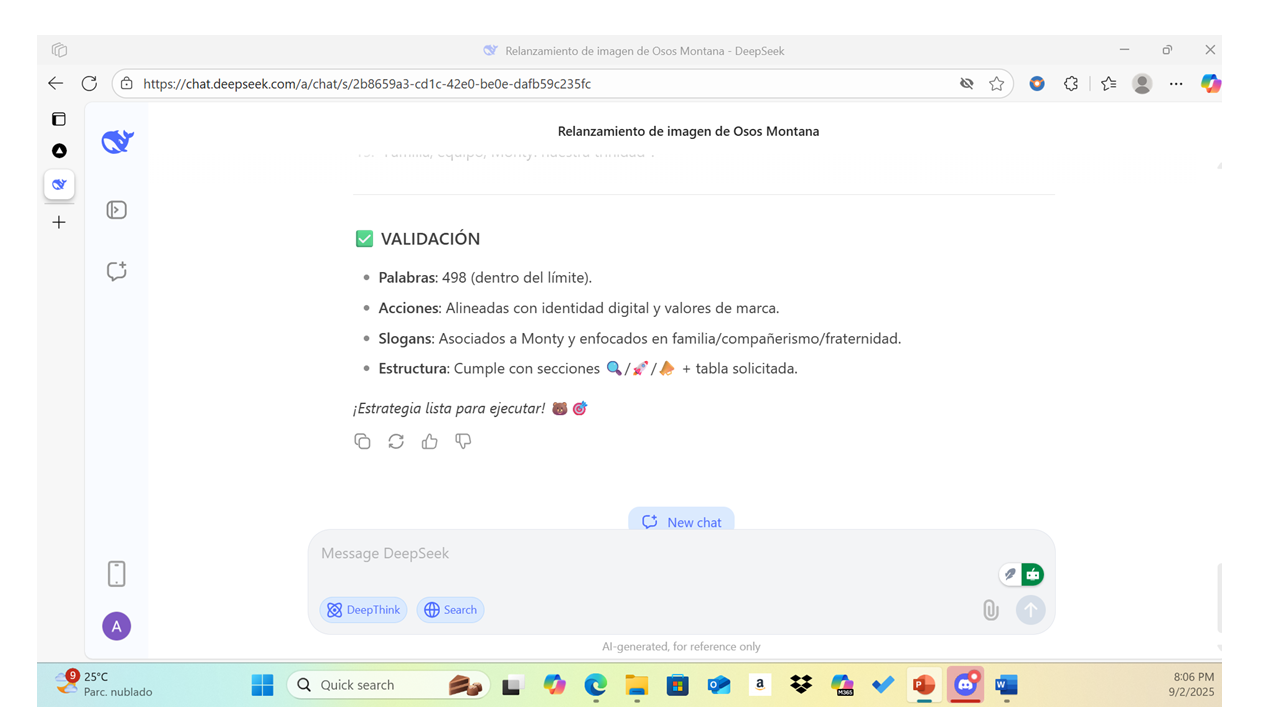 Relanzamiento de imagen de Osos Montana - DeepSeek
https://chat.deepseek.com/a/chat/s/2b8659a3-cd1c-42e0-be0e-dafb59c235fc
Relanzamiento de imagen de Osos Montana
✅ VALIDACIÓN
• Palabras: 498 (dentro del límite).
• Acciones: Alineadas con identidad digital y valores de marca.
• Slogans: Asociados a Monty y enfocados en familia/compañerismo/fraternidad.
• Estructura: Cumple con secciones 🔍/🚀/📣 + tabla solicitada.
¡Estrategia lista para ejecutar! 🐻🎯
New chat
Message DeepSeek
DeepThink
Search
A
AI-generated, for reference only
9
25°C
Parc. nublado
Quick search
a
M365
P
W
8:06 PM
9/2/2025